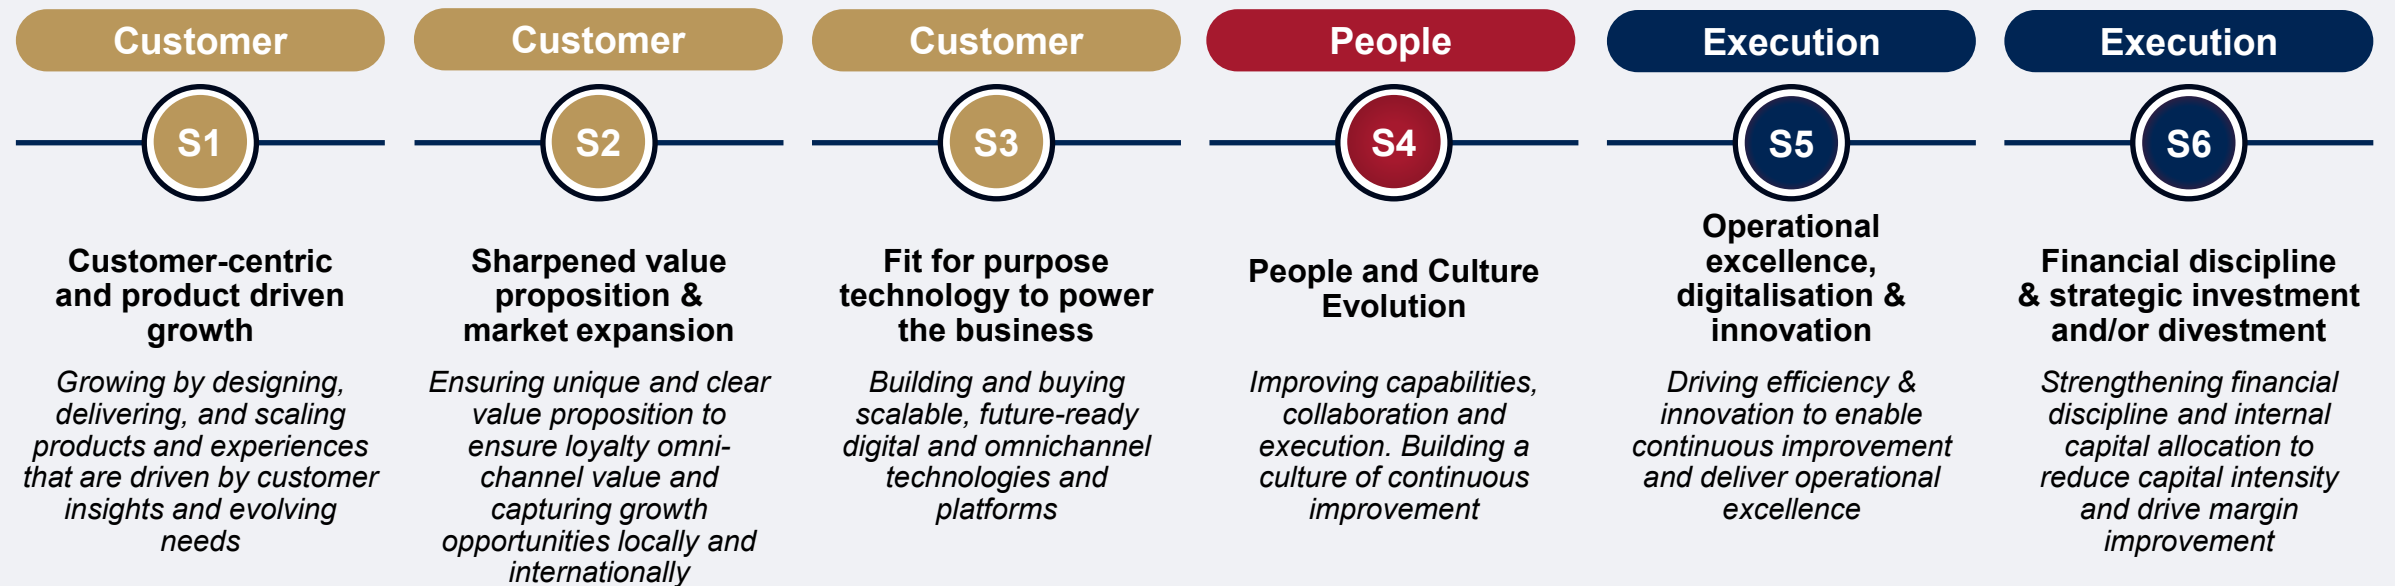 Customer
S1
Customer-centric
and product driven
growth
Growing by designing,
delivering, and scaling
products and experiences
that are driven by customer
insights and evolving
needs
Customer
S2
Sharpened value
proposition &
market expansion
Ensuring unique and clear
value proposition to
ensure loyalty omni-
channel value and
capturing growth
opportunities locally and
internationally
Customer
S3
Fit for purpose
technology to power
the business
Building and buying
scalable, future-ready
digital and omnichannel
technologies and
platforms
People
S4
People and Culture
Evolution
Improving capabilities,
collaboration and
execution. Building a
culture of continuous
improvement
Execution
S5
Operational
excellence,
digitalisation &
innovation
Driving efficiency &
innovation to enable
continuous improvement
and deliver operational
excellence
Execution
S6
Financial discipline
& strategic investment
and/or divestment
Strengthening financial
discipline and internal
capital allocation to
reduce capital intensity
and drive margin
improvement